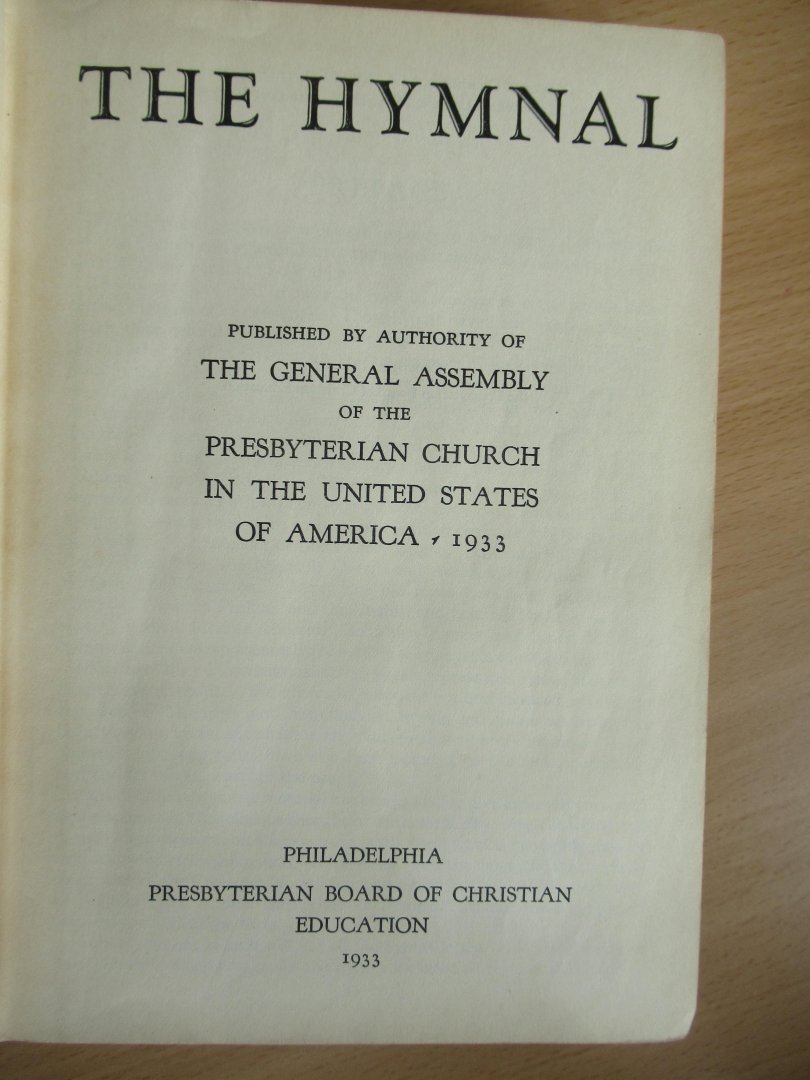 THE HYMNAL
PUBLISHED BY AUTHORITY OF
THE GENERAL ASSEMBLY
OF THE
PRESBYTERIAN CHURCH
IN THE UNITED STATES
OF AMERICA · 1933
PHILADELPHIA
PRESBYTERIAN BOARD OF CHRISTIAN
EDUCATION
1933